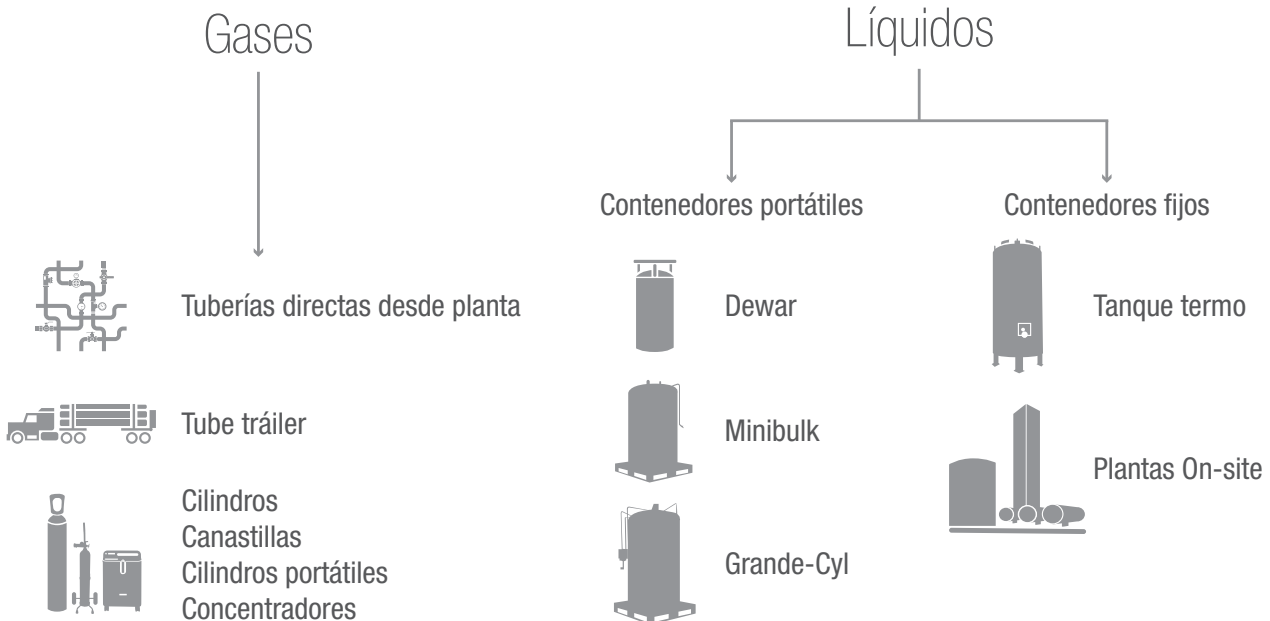 Gases
Tuberías directas desde planta
Tube tráiler
Cilindros
Canastillas
Cilindros portátiles
Concentradores
Líquidos
Contenedores portátiles
Dewar
Minibulk
Grande-Cyl
Contenedores fijos
Tanque termo
Plantas On-site